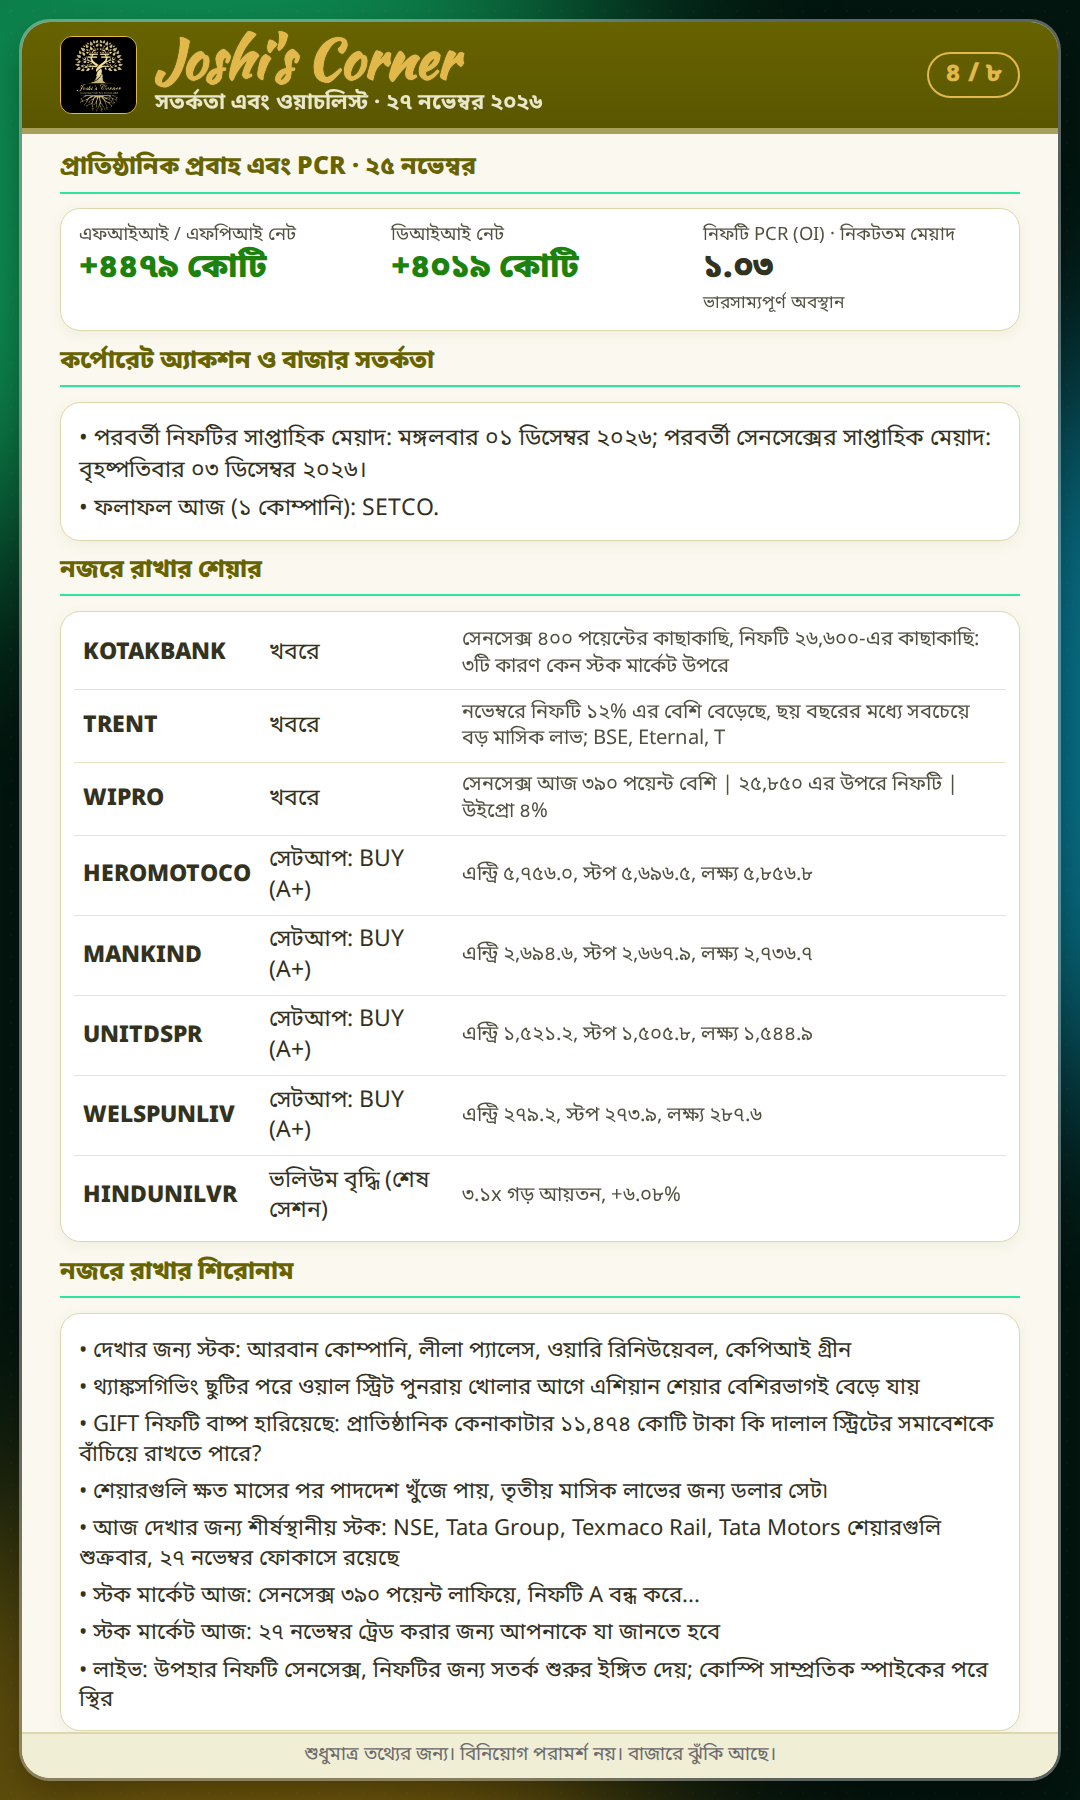 Joshi's Corner
সতর্কতা এবং ওয়াচলিস্ট · ২৭ নভেম্বর ২০২৬
৪ / ৮
প্রাতিষ্ঠানিক প্রবাহ এবং PCR · ২৫ নভেম্বর
এফআইআই / এফপিআই নেট
+৪৪৭৯ কোটি
ডিআইআই নেট
+৪০১৯ কোটি
নিফটি PCR (OI) · নিকটতম মেয়াদ
১.০৩
ভারসাম্যপূর্ণ অবস্থান
কর্পোরেট অ্যাকশন ও বাজার সতর্কতা
• পরবর্তী নিফটির সাপ্তাহিক মেয়াদ: মঙ্গলবার ০১ ডিসেম্বর ২০২৬; পরবর্তী সেনসেক্সের সাপ্তাহিক মেয়াদ:
বৃহষ্পতিবার ০৩ ডিসেম্বর ২০২৬।
• ফলাফল আজ (১ কোম্পানি): SETCO.
নজরে রাখার শেয়ার
KOTAKBANK খবরে সেনসেক্স ৪০০ পয়েন্টের কাছাকাছি, নিফটি ২৬,৬০০-এর কাছাকাছি:
৩টি কারণ কেন স্টক মার্কেট উপরে
TRENT খবরে নভেম্বরে নিফটি ১২% এর বেশি বেড়েছে, ছয় বছরের মধ্যে সবচেয়ে
বড় মাসিক লাভ; BSE, Eternal, T
WIPRO খবরে সেনসেক্স আজ ৩৯০ পয়েন্ট বেশি | ২৫,৮৫০ এর উপরে নিফটি |
উইপ্রো ৪%
HEROMOTOCO সেটআপ: BUY (A+) এন্ট্রি ৫,৭৫৬.০, স্টপ ৫,৬৯৬.৫, লক্ষ্য ৫,৮৫৬.৮
MANKIND সেটআপ: BUY (A+) এন্ট্রি ২,৬৯৪.৬, স্টপ ২,৬৬৭.৯, লক্ষ্য ২,৭৩৬.৭
UNITDSPR সেটআপ: BUY (A+) এন্ট্রি ১,৫২১.২, স্টপ ১,৫০৫.৮, লক্ষ্য ১,৫৪৪.৯
WELSPUNLIV সেটআপ: BUY (A+) এন্ট্রি ২৭৯.২, স্টপ ২৭৩.৯, লক্ষ্য ২৮৭.৬
HINDUNILVR ভলিউম বৃদ্ধি (শেষ সেশন) ৩.১x গড় আয়তন, +৬.০৮%
নজরে রাখার শিরোনাম
• দেখার জন্য স্টক: আরবান কোম্পানি, লীলা প্যালেস, ওয়ারি রিনিউয়েবল, কেপিআই গ্রীন
• থ্যাঙ্কসগিভিং ছুটির পরে ওয়াল স্ট্রিট পুনরায় খোলার আগে এশিয়ান শেয়ার বেশিরভাগই বেড়ে যায়
• GIFT নিফটি বাষ্প হারিয়েছে: প্রাতিষ্ঠানিক কেনাকাটার ১১,৪৭৪ কোটি টাকা কি দালাল স্ট্রিটের সমাবেশকে
বাঁচিয়ে রাখতে পারে?
• শেয়ারগুলি ক্ষত মাসের পর পাদদেশ খুঁজে পায়, তৃতীয় মাসিক লাভের জন্য ডলার সেট৷
• আজ দেখার জন্য শীর্ষস্থানীয় স্টক: NSE, Tata Group, Texmaco Rail, Tata Motors শেয়ারগুলি
শুক্রবার, ২৭ নভেম্বর ফোকাসে রয়েছে
• স্টক মার্কেট আজ: সেনসেক্স ৩৯০ পয়েন্ট লাফিয়ে, নিফটি A বন্ধ করে...
• স্টক মার্কেট আজ: ২৭ নভেম্বর ট্রেড করার জন্য আপনাকে যা জানতে হবে
• লাইভ: উপহার নিফটি সেনসেক্স, নিফটির জন্য সতর্ক শুরুর ইঙ্গিত দেয়; কোস্পি সাম্প্রতিক স্পাইকের পরে
স্থির
শুধুমাত্র তথ্যের জন্য। বিনিয়োগ পরামর্শ নয়। বাজারে ঝুঁকি আছে।